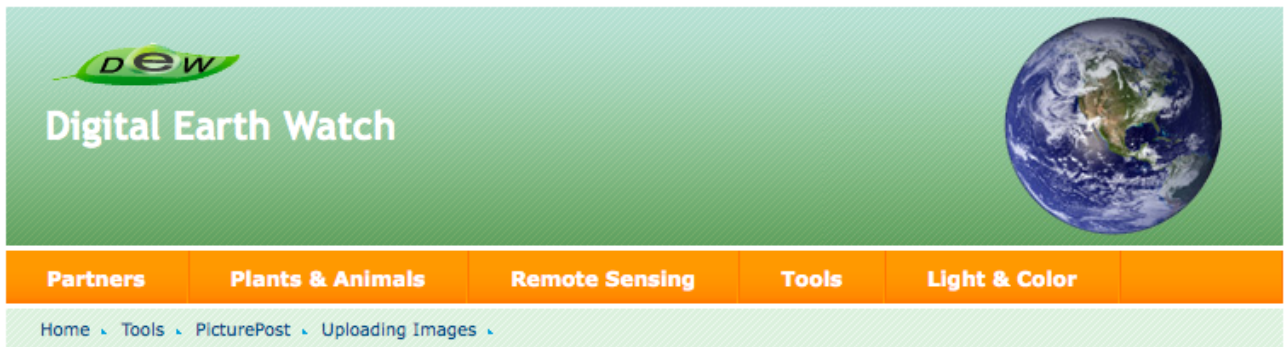 DeW
Digital Earth Watch
Partners Plants & Animals Remote Sensing Tools Light & Color
Home Tools PicturePost Uploading Images